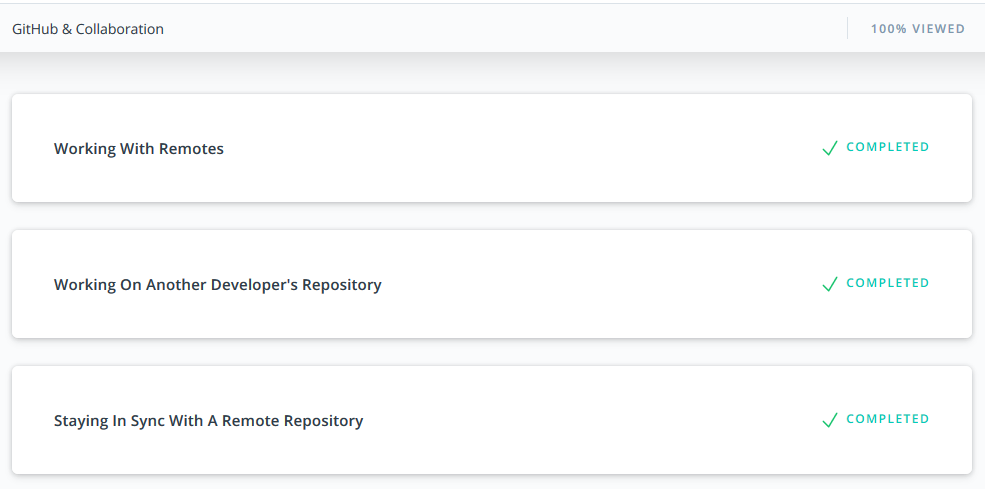 GitHub & Collaboration
100% VIEWED
Working With Remotes
COMPLETED
Working On Another Developer's Repository
COMPLETED
Staying In Sync With A Remote Repository
COMPLETED